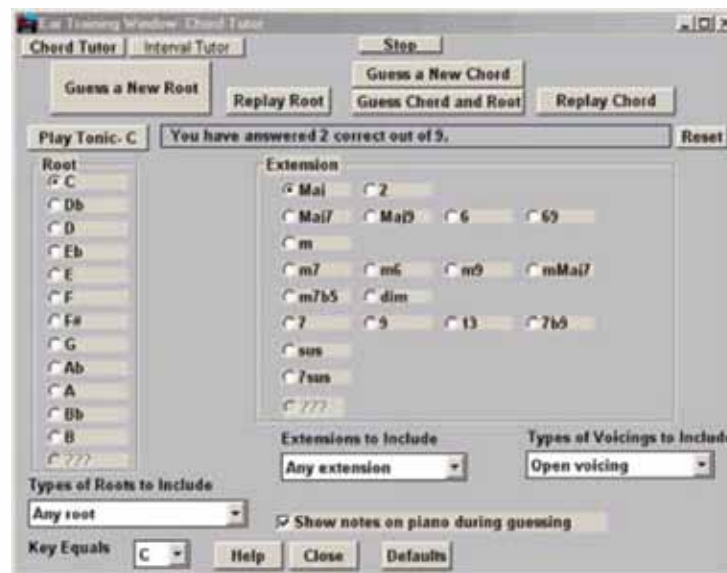 Ear Training Window: Chord Tutor
Chord Tutor Interval Tutor Stop
Guess a New Root Replay Root Guess a New Chord
Guess Chord and Root Replay Chord
Play Tonic- C You have answered 2 correct out of 9. Reset
Root Extension
C Maj 2
Db Maj7 Maj9 6 69
D m
Eb m7 m6 m9 mMaj7
E m7b5 dim
F 7 9 13 7b9
F# sus
G 7sus
Ab ???
A
Bb
B
???
Extensions to Include Types of Voicings to Include
Any extension Open voicing
Types of Roots to Include
Any root Show notes on piano during guessing
Key Equals C Help Close Defaults